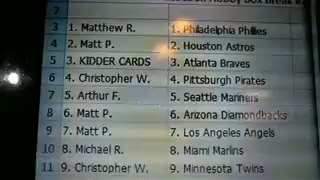 Hobby Box Break
2
3 1. Matthew R. 1. Philadelphia Phillies
4 2. Matt P. 2. Houston Astros
5 3. KIDDER CARDS 3. Atlanta Braves
6 4. Christopher W. 4. Pittsburgh Pirates
7 5. Arthur F. 5. Seattle Mariners
8 6. Matt P. 6. Arizona Diamondbacks
9 7. Matt P. 7. Los Angeles Angels
10 8. Michael R. 8. Miami Marlins
11 9. Christopher W. 9. Minnesota Twins